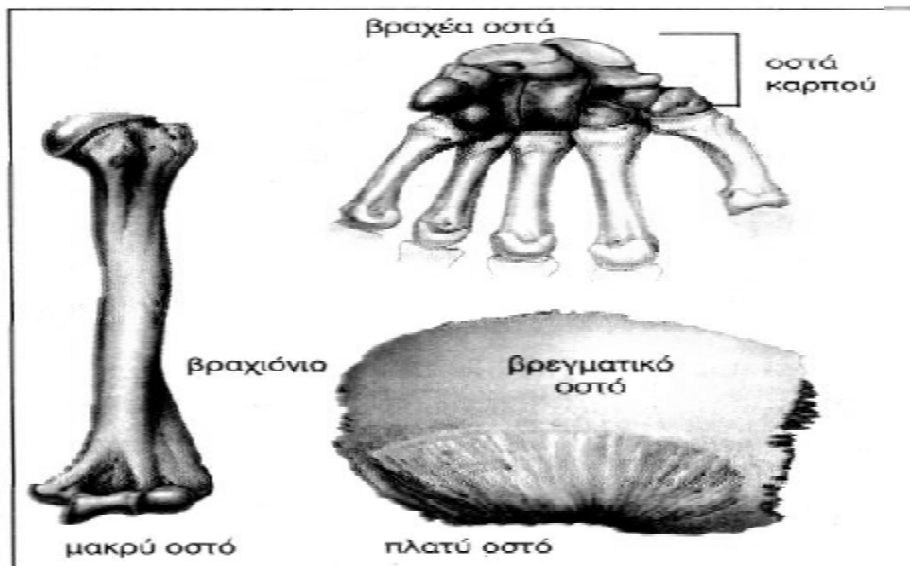 βραχέα οστά
οστά
καρπού
βραχιόνιο
βρεγματικό
οστό
μακρύ οστό
πλατύ οστό